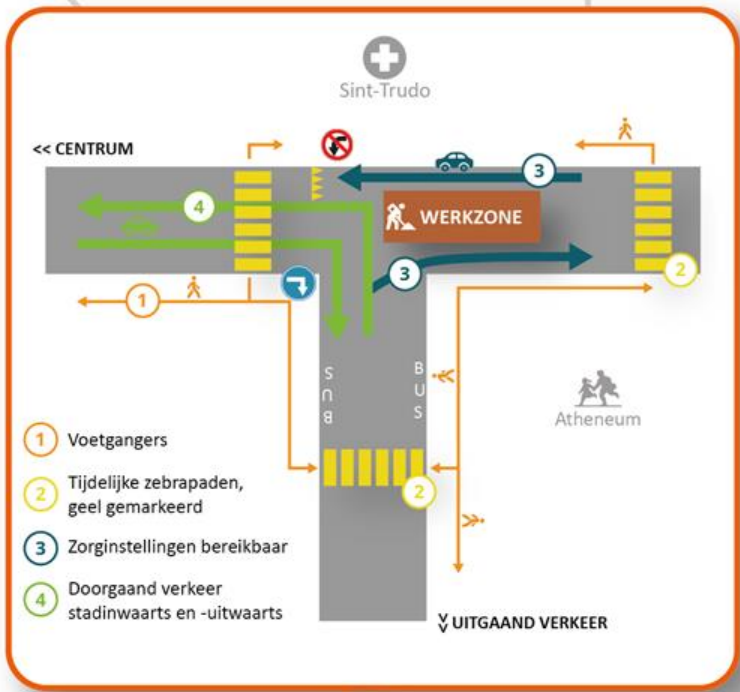 Sint-Trudo
<< CENTRUM
3
4
WERKZONE
3
2
1
BUS
BUS
Atheneum
2
1 Voetgangers
2 Tijdelijke zebrapaden,
geel gemarkeerd
3 Zorginstellingen bereikbaar
4 Doorgaand verkeer
stadinwaarts en -uitwaarts
>> UITGAAND VERKEER